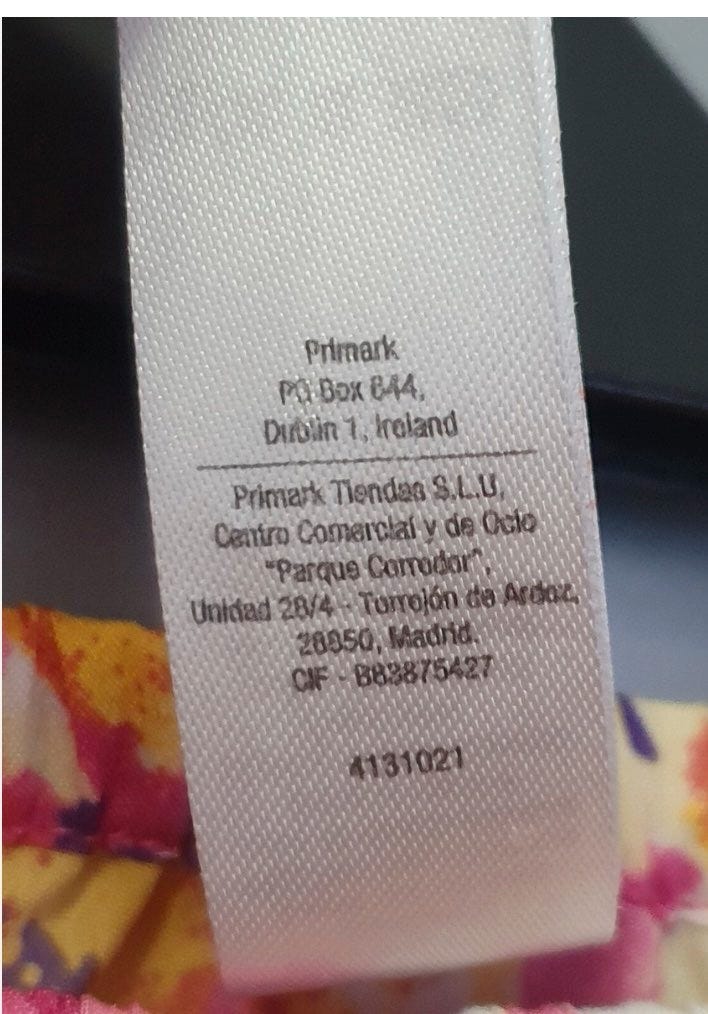 Primark
PO Box 644,
Dublin 1, Ireland
Primark Tiendas S.L.U,
Centro Comercial y de Ocio
"Parque Corredor",
Unidad 28/4 - Torrejón de Ardoz,
28850, Madrid.
CIF - B83875427
4131021